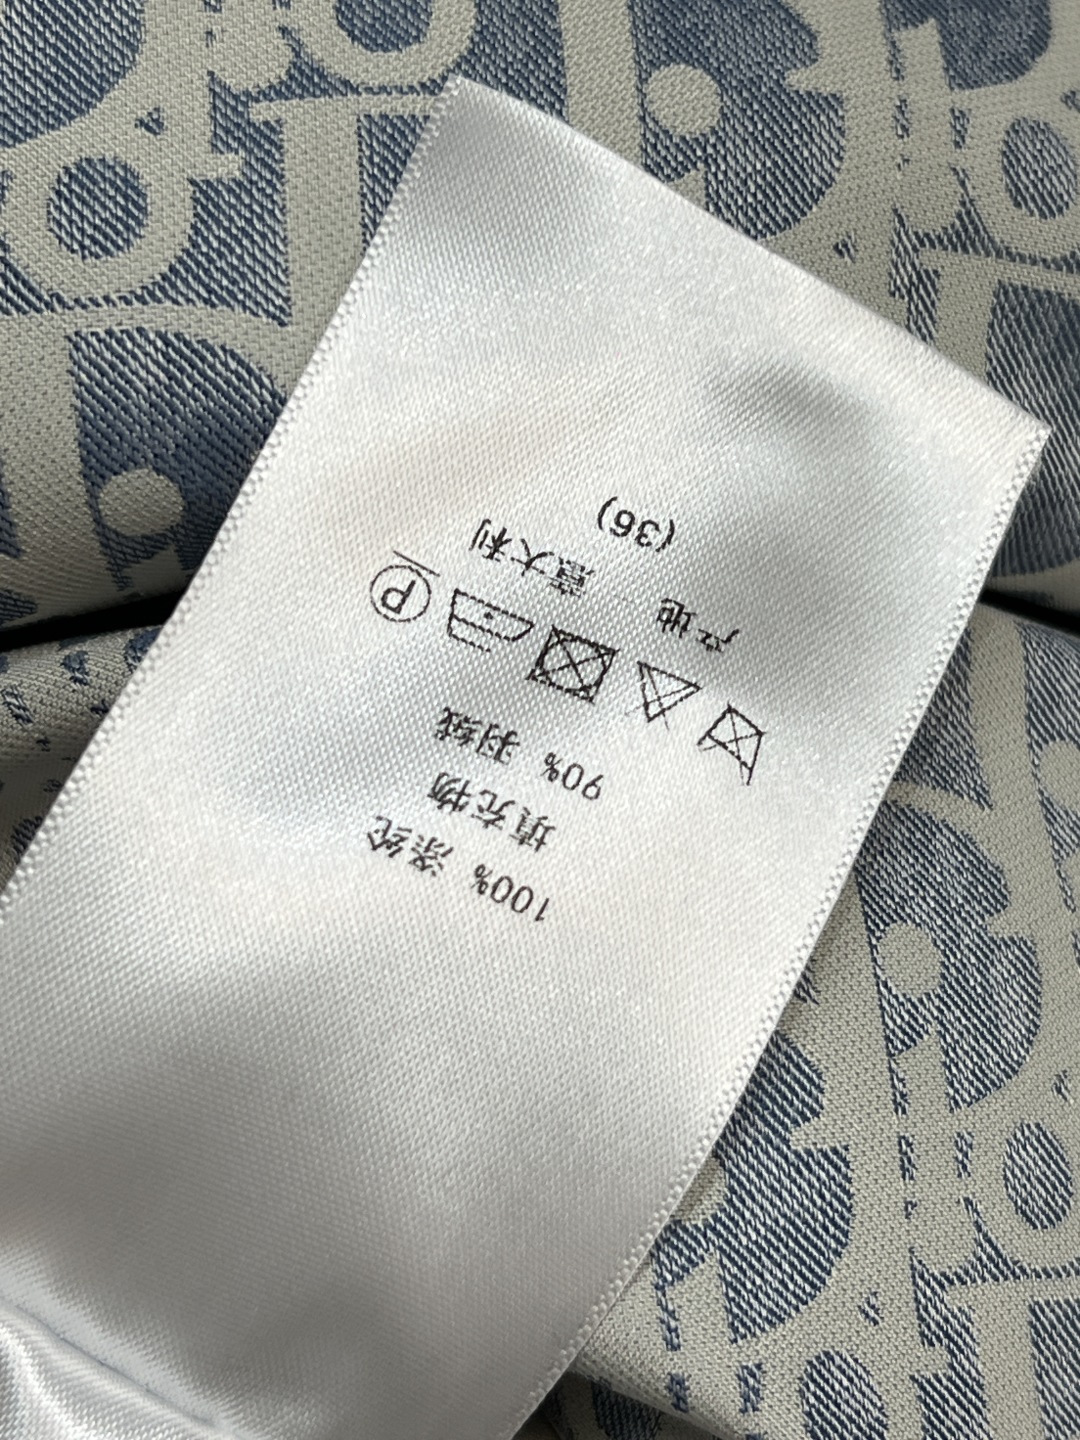 100% 涤纶
填充物
90% 羽绒
P
产地 意大利
(36)